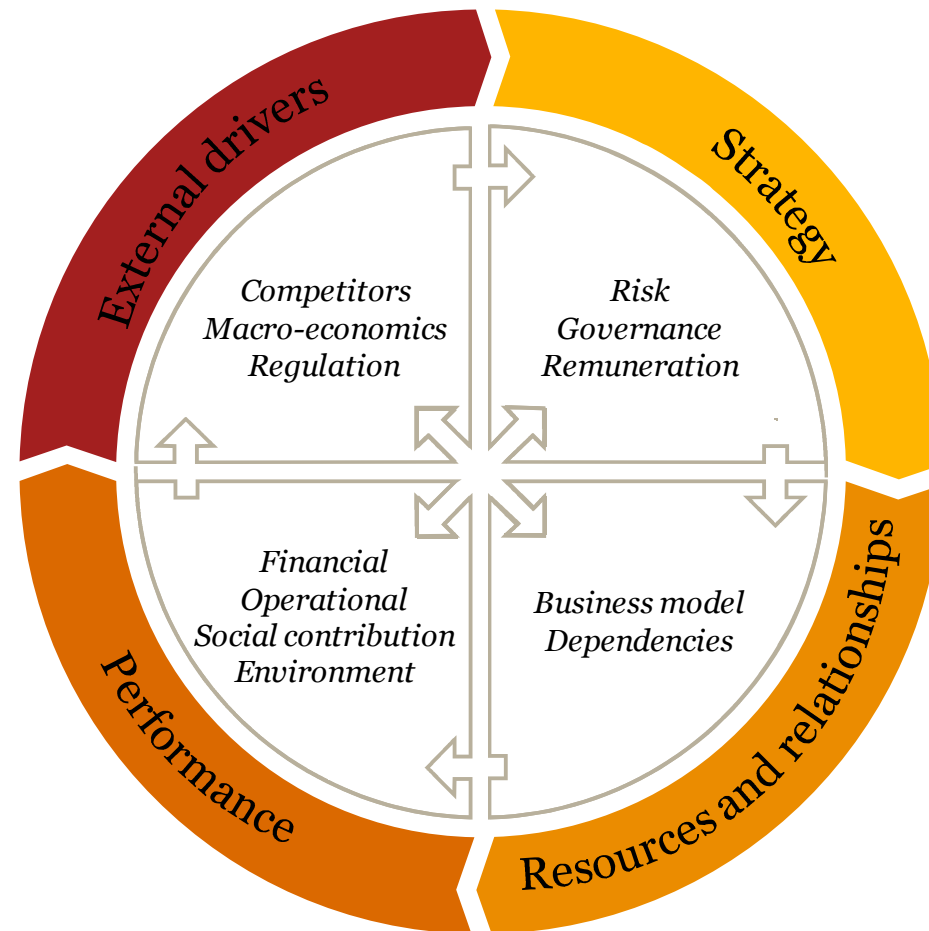 External drivers
Strategy
Competitors
Macro-economics
Regulation
Risk
Governance
Remuneration
Financial
Operational
Social contribution
Environment
Business model
Dependencies
Performance
Resources and relationships